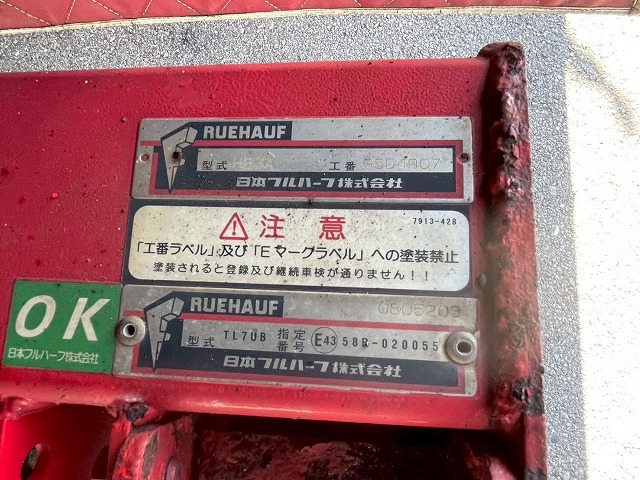 RUEHAUF
型式
工番
日本フルハーフ株式会社
注意
7913-428
「工番ラベル」及び「Eマークラベル」への塗装禁止
塗装されると登録及び継続車検が通りません！！
RUEHAUF
0606203
型式 TL7UB 指定番号 E43 58R-020055
日本フルハーフ株式会社
OK
日本フルハーフ株式会社